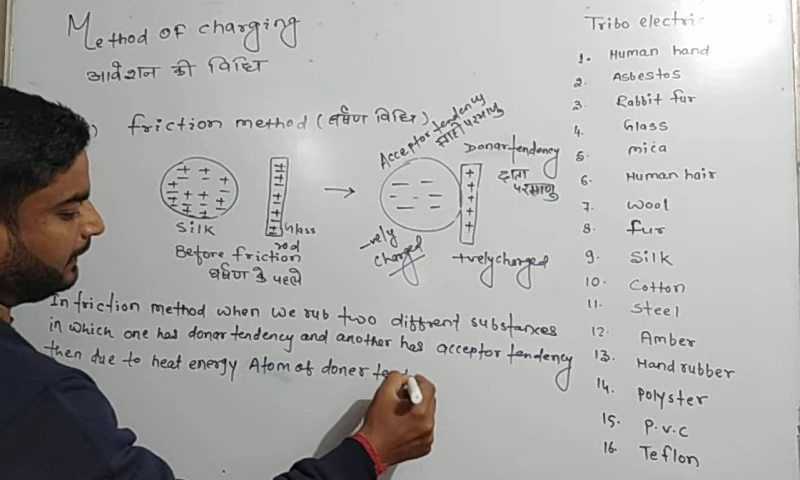 Method of charging
आवेशन की विधि
) friction method (घर्षण विधि)
Acceptor tendency
ग्राही परमाणु
Donar tendency
दाता
परमाणु
Silk
Glass
rod
Before friction
घर्षण के पहले
-vely
charged
+vely charged
In friction method when we rub two diffrent substances
in which one has donar tendency and another has acceptor tendency
then due to heat energy Atom of doner te
Tribo electric
1. Human hand
2. Asbestos
3. Rabbit fur
4. Glass
5. mica
6. Human hair
7. Wool
8. fur
9. Silk
10. Cotton
11. Steel
12. Amber
13. Hand rubber
14. Polyster
15. P.v.c
16. Teflon